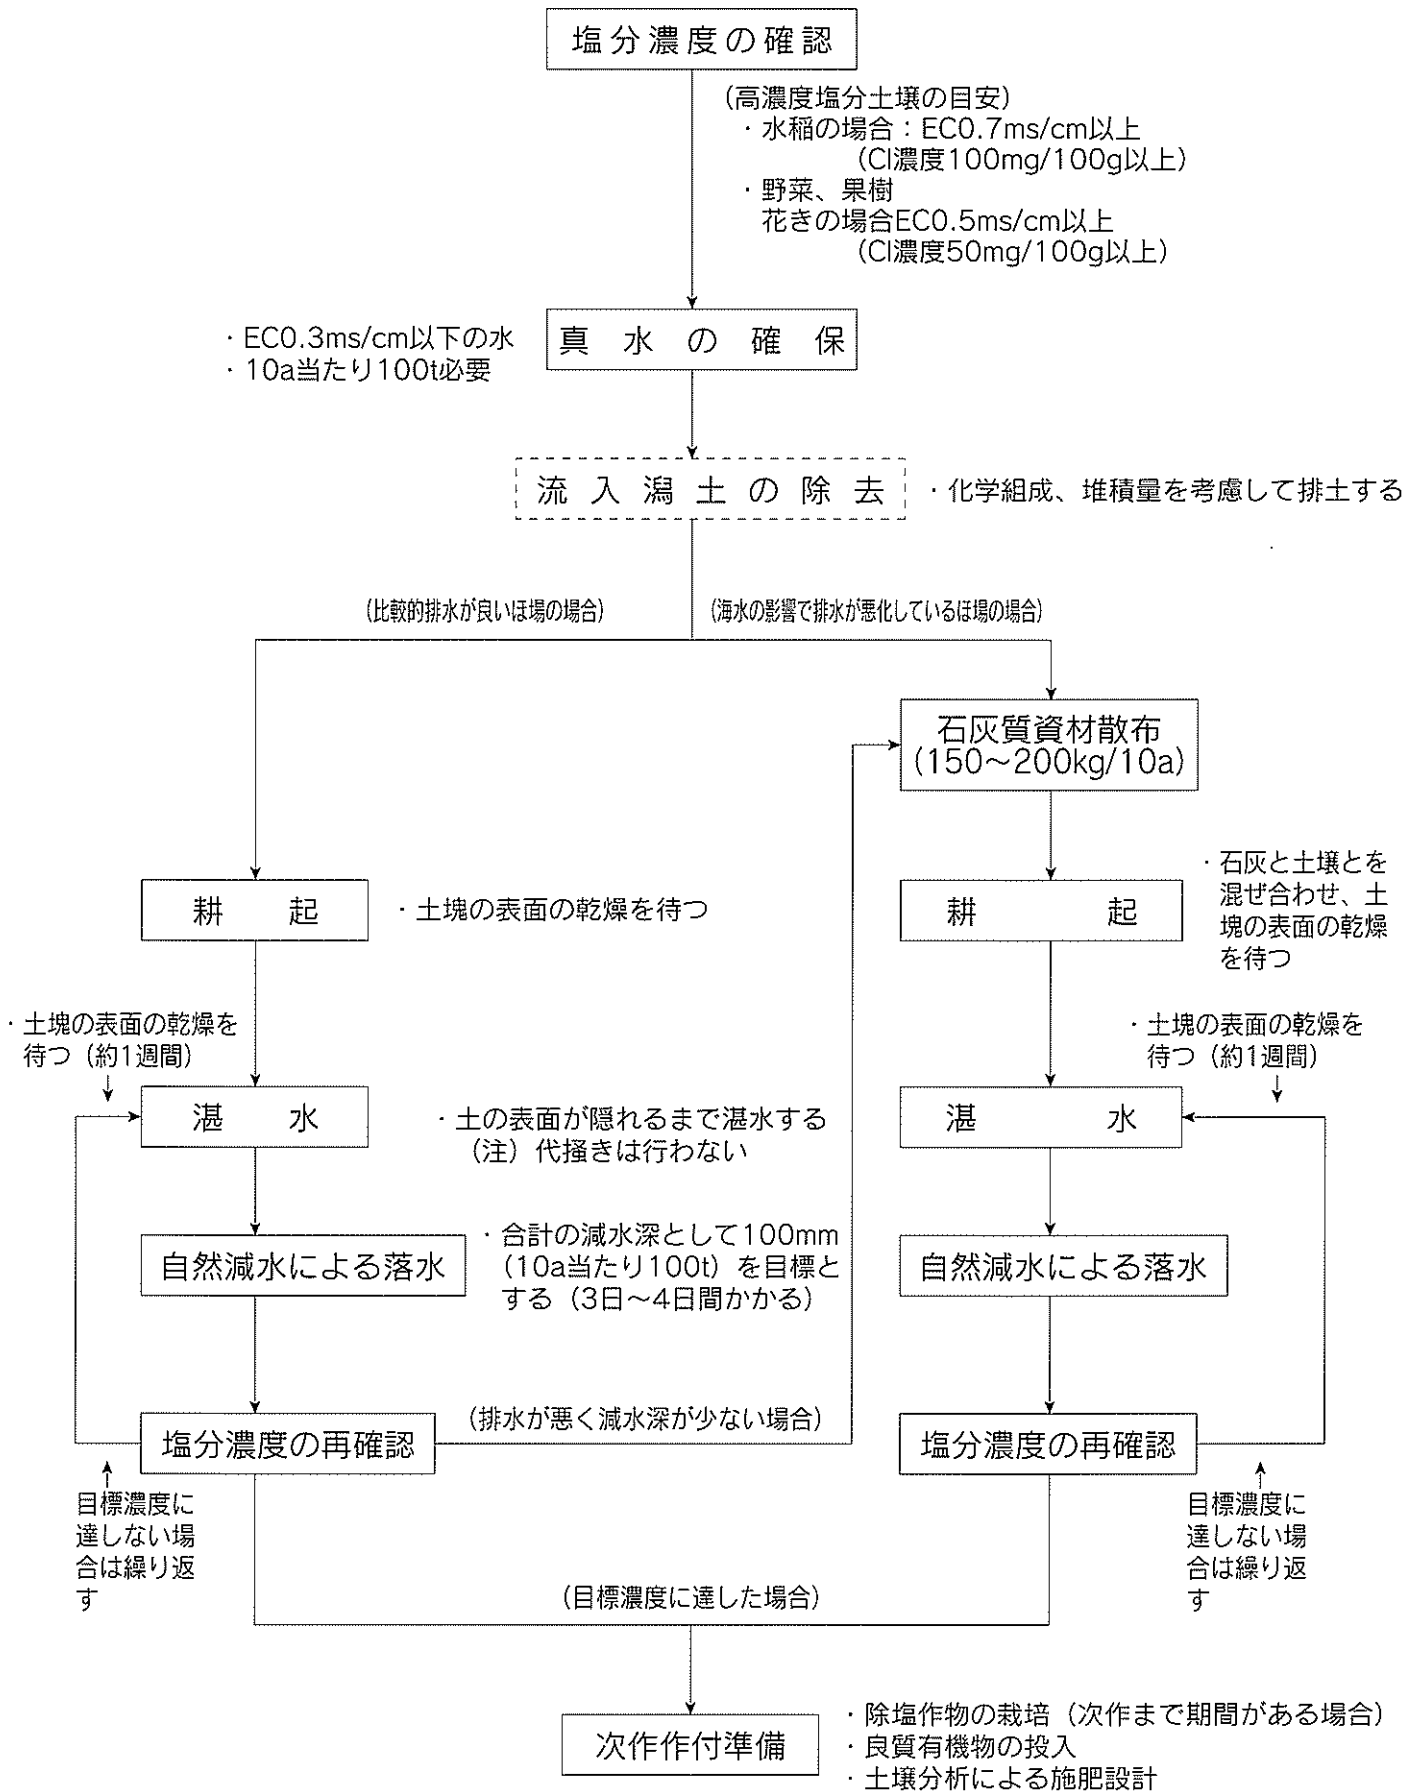 塩分濃度の確認
(高濃度塩分土壌の目安)
・水稲の場合：EC0.7ms/cm以上
(Cl濃度100mg/100g以上)
・野菜、果樹
花きの場合EC0.5ms/cm以上
(Cl濃度50mg/100g以上)
・EC0.3ms/cm以下の水
・10a当たり100t必要
真水の確保
流入潟土の除去
・化学組成、堆積量を考慮して排土する
(比較的排水が良いほ場の場合)
(海水の影響で排水が悪化しているほ場の場合)
石灰質資材散布
(150～200kg/10a)
耕起
・土塊の表面の乾燥を待つ
耕起
・石灰と土壌とを
混ぜ合わせ、土
塊の表面の乾燥
を待つ
・土塊の表面の乾燥を
待つ（約1週間）
湛水
・土の表面が隠れるまで湛水する
（注）代掻きは行わない
・土塊の表面の乾燥を
待つ（約1週間）
湛水
自然減水による落水
・合計の減水深として100mm
（10a当たり100t）を目標と
する（3日～4日間かかる）
自然減水による落水
塩分濃度の再確認
(排水が悪く減水深が少ない場合)
塩分濃度の再確認
目標濃度に
達しない場
合は繰り返
す
目標濃度に
達しない場
合は繰り返
す
(目標濃度に達した場合)
次作作付準備
・除塩作物の栽培（次作まで期間がある場合）
・良質有機物の投入
・土壌分析による施肥設計